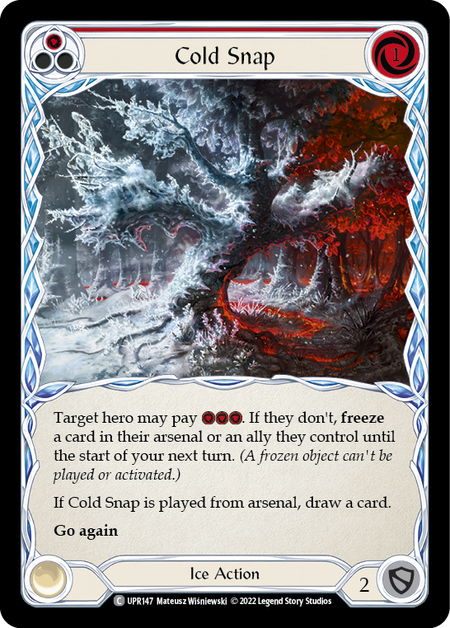 Cold Snap
1
Target hero may pay. If they don't, freeze
a card in their arsenal or an ally they control until
the start of your next turn. (A frozen object can't be
played or activated.)
If Cold Snap is played from arsenal, draw a card.
Go again
Ice Action
2
C UPR147 Mateusz Wiśniewski © 2022 Legend Story Studios